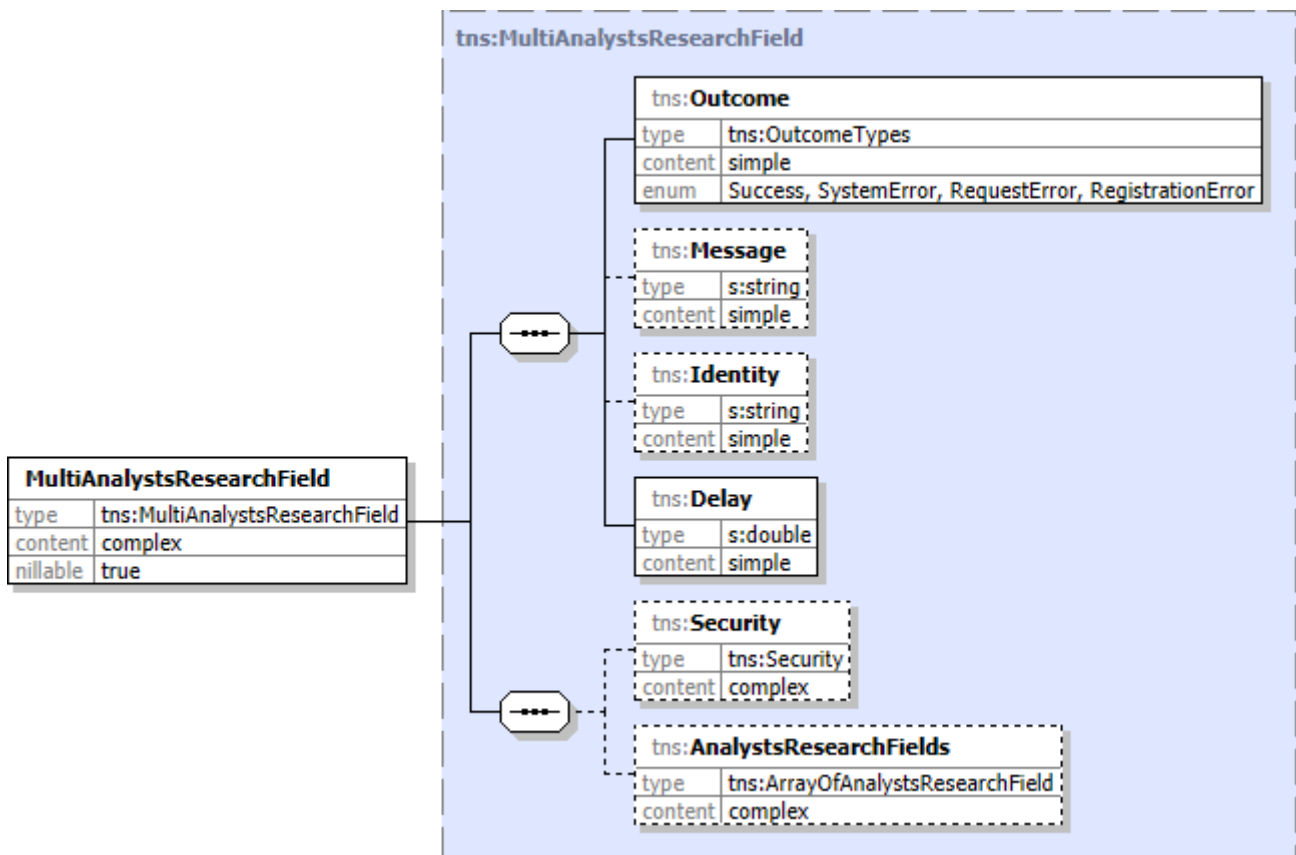 tns:MultiAnalystsResearchField
tns:Outcome
type tns:OutcomeTypes
content simple
enum Success, SystemError, RequestError, RegistrationError
tns:Message
type s:string
content simple
tns:Identity
type s:string
content simple
MultiAnalystsResearchField
type tns:MultiAnalystsResearchField
content complex
nillable true
tns:Delay
type s:double
content simple
tns:Security
type tns:Security
content complex
tns:AnalystsResearchFields
type tns:ArrayOfAnalystsResearchField
content complex